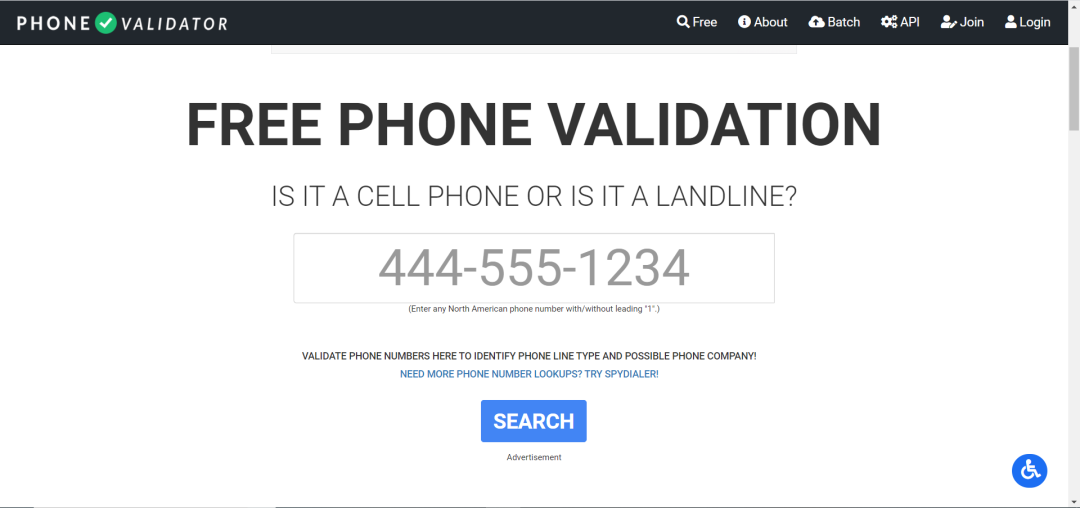 PHONE VALIDATOR Free About Batch API Join Login
FREE PHONE VALIDATION
IS IT A CELL PHONE OR IS IT A LANDLINE?
444-555-1234
(Enter any North American phone number with/without leading "1".)
VALIDATE PHONE NUMBERS HERE TO IDENTIFY PHONE LINE TYPE AND POSSIBLE PHONE COMPANY!
NEED MORE PHONE NUMBER LOOKUPS? TRY SPYDIALER!
SEARCH
Advertisement